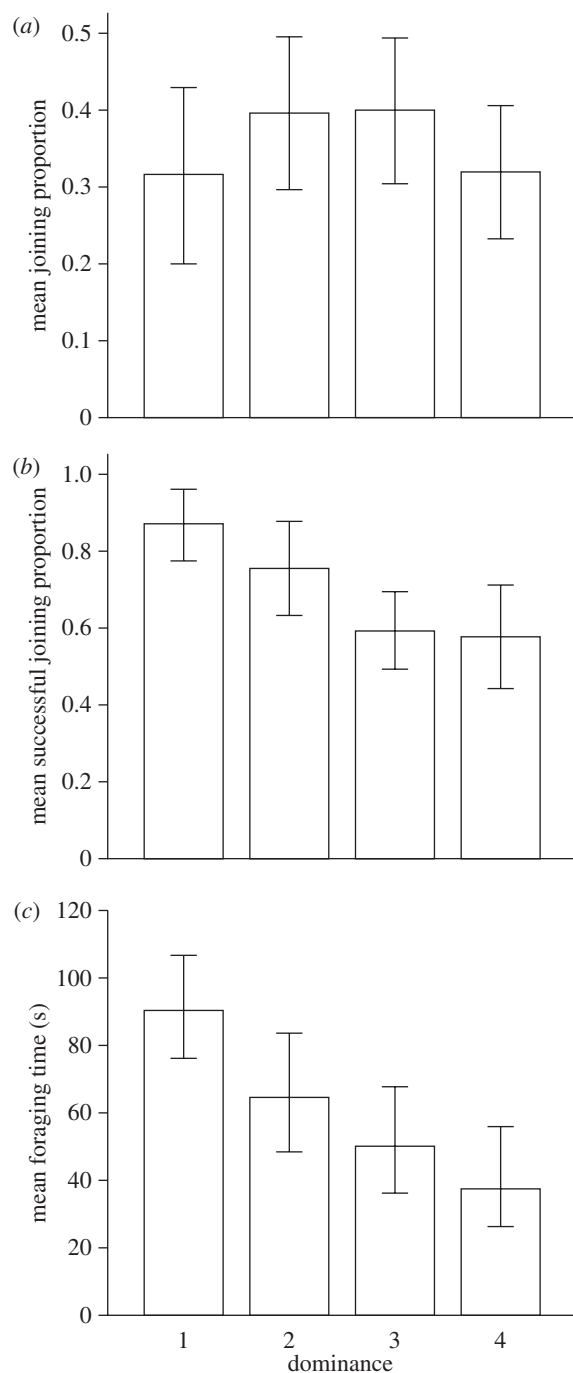 (a)
mean joining proportion
0.5
0.4
0.3
0.2
0.1
0
(b)
mean successful joining proportion
1.0
0.8
0.6
0.4
0.2
0
(c)
mean foraging time (s)
120
100
80
60
40
20
0
1 2 3 4
dominance